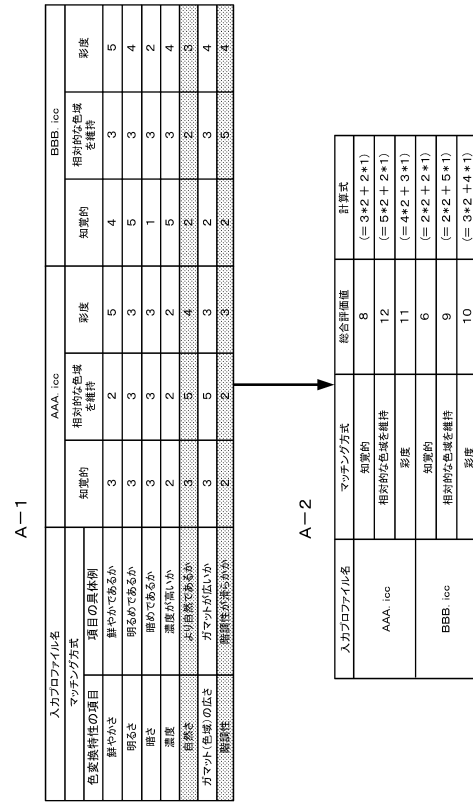 A-1
入力プロファイル名 AAA. icc BBB. icc
マッチング方式 知覚的 相対的な色域を維持 彩度 知覚的 相対的な色域を維持 彩度
色変換特性の項目 項目の具体例
鮮やかさ 鮮やかであるか 3 2 5 4 3 5
明るさ 明るめであるか 3 3 3 5 3 4
暗さ 暗めであるか 3 3 3 1 3 2
濃度 濃度が高いか 2 2 2 5 3 4
自然さ より自然であるか 3 5 4 2 2 3
ガマット(色域)の広さ ガマットが広いか 3 5 3 2 3 4
階調性 階調性が滑らかか 2 2 3 2 5 4
A-2
入力プロファイル名 マッチング方式 総合評価値 計算式
AAA. icc 知覚的 8 (= 3*2 + 2*1)
相対的な色域を維持 12 (= 5*2 + 2*1)
彩度 11 (= 4*2 + 3*1)
BBB. icc 知覚的 6 (= 2*2 + 2*1)
相対的な色域を維持 9 (= 2*2 + 5*1)
彩度 10 (= 3*2 + 4*1)